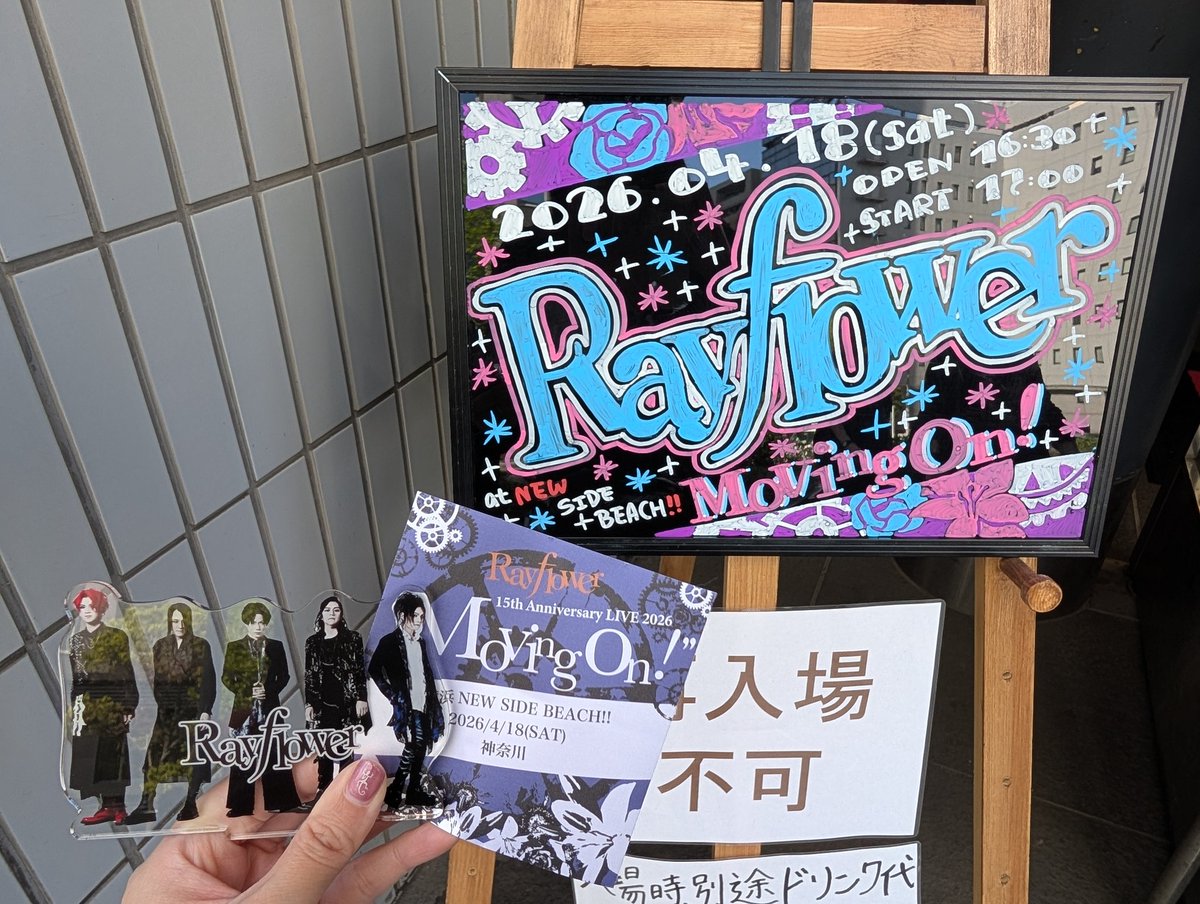 2026.04.18(sat)
OPEN 16:30
START 17:00
Rayflower
Moving On!
at NEW
SIDE
BEACH!!
Rayflower
15th Anniversary LIVE 2026
Moving On!”
浜 NEW SIDE BEACH!!
2026/4/18(SAT)
神奈川
Rayflower
入場
不可
場時別途ドリンク代